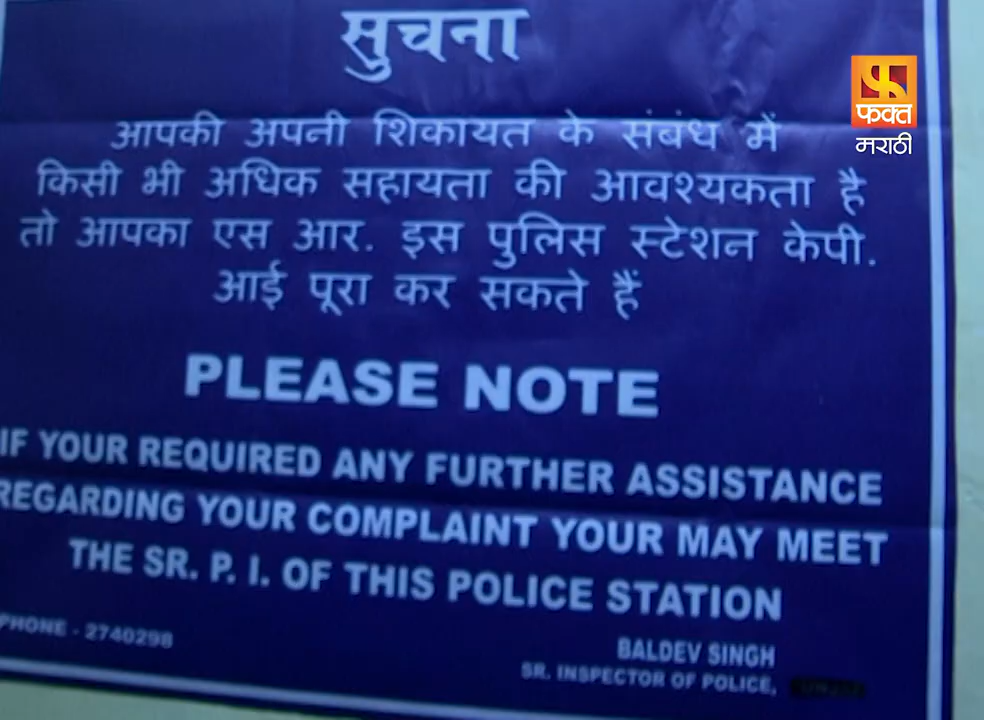 सुचना
आपकी अपनी शिकायत के संबंध में
किसी भी अधिक सहायता की आवश्यकता है
तो आपका एस आर. इस पुलिस स्टेशन केपी.
आई पूरा कर सकते हैं
PLEASE NOTE
IF YOUR REQUIRED ANY FURTHER ASSISTANCE
REGARDING YOUR COMPLAINT YOUR MAY MEET
THE SR. P. I. OF THIS POLICE STATION
PHONE - 2740298
BALDEV SINGH
SR. INSPECTOR OF POLICE,
फक्त
मराठी